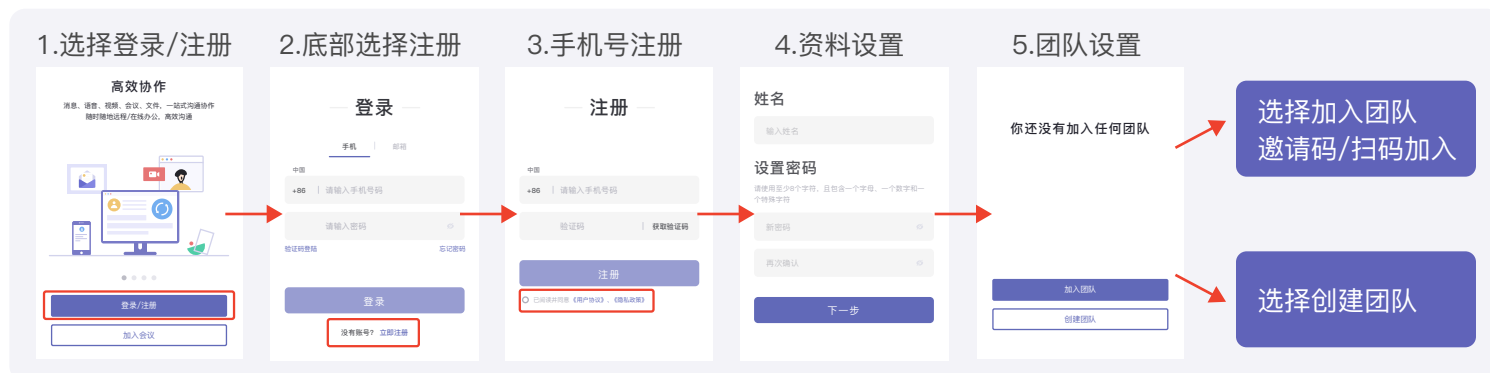 1.选择登录/注册
高效协作
消息、语音、视频、会议、文件，一站式沟通协作
随时随地远程/在线办公，高效沟通
登录/注册
加入会议
2.底部选择注册
登录
手机 邮箱
中国
+86 请输入手机号码
请输入密码
验证码登陆 忘记密码
登录
没有账号？ 立即注册
3.手机号注册
注册
中国
+86 请输入手机号码
验证码 获取验证码
注册
已阅读并同意《用户协议》、《隐私政策》
4.资料设置
姓名
输入姓名
设置密码
请使用至少8个字符，且包含一个字母、一个数字和一
个特殊字符
新密码
再次确认
下一步
5.团队设置
你还没有加入任何团队
加入团队
创建团队
选择加入团队
邀请码/扫码加入
选择创建团队